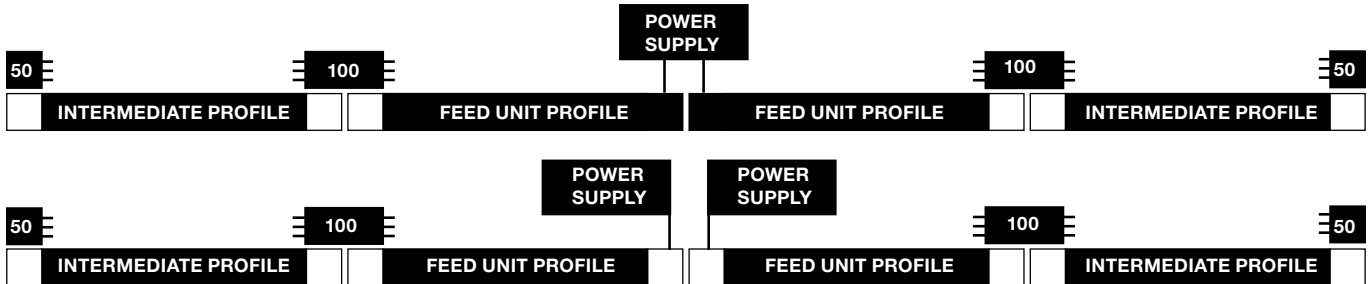 POWER
SUPPLY
50
100
100
50
INTERMEDIATE PROFILE
FEED UNIT PROFILE
FEED UNIT PROFILE
INTERMEDIATE PROFILE
POWER
SUPPLY
POWER
SUPPLY
50
100
100
50
INTERMEDIATE PROFILE
FEED UNIT PROFILE
FEED UNIT PROFILE
INTERMEDIATE PROFILE